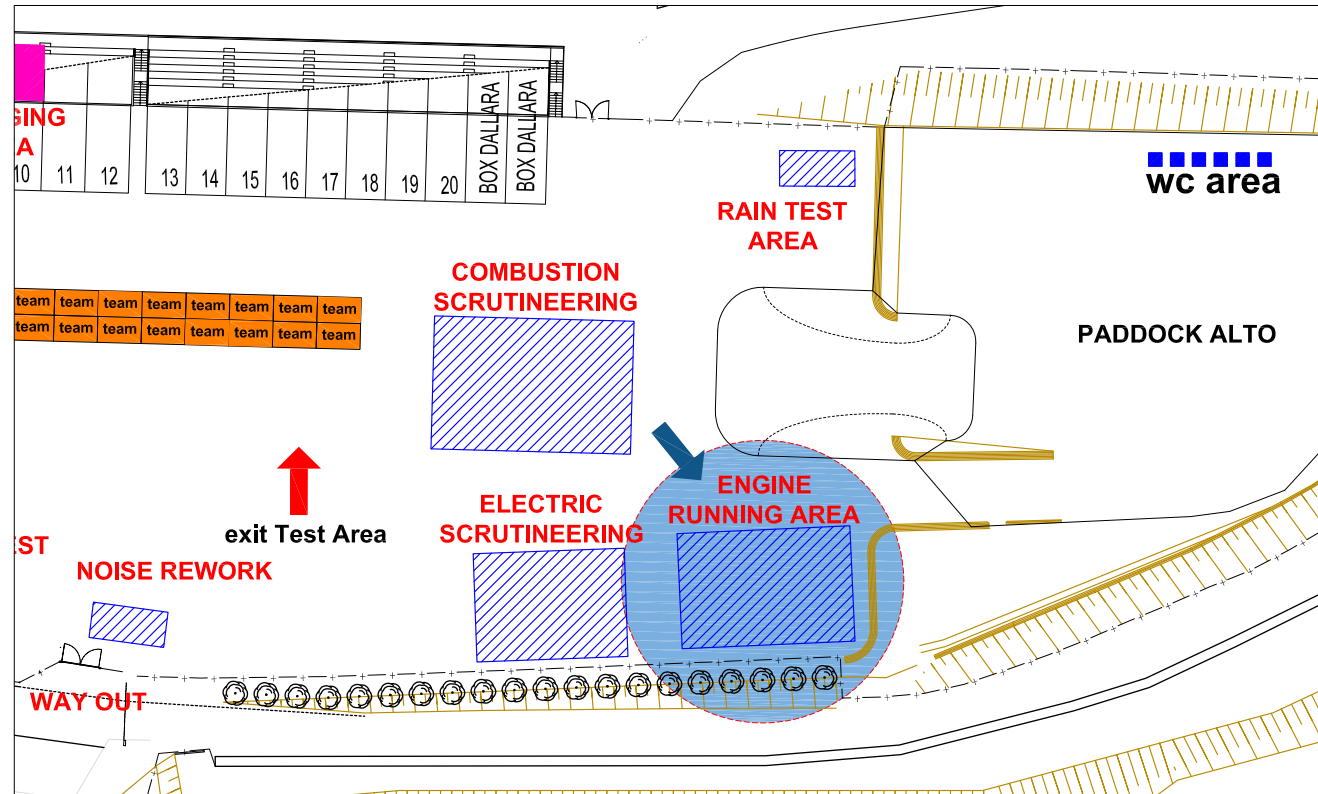 GING
A
10 11 12 13 14 15 16 17 18 19 20 BOX DALLARA BOX DALLARA
wc area
RAIN TEST
AREA
COMBUSTION
SCRUTINEERING
team team team team team team team team
team team team team team team team team
PADDOCK ALTO
ENGINE
RUNNING AREA
ELECTRIC
SCRUTINEERING
exit Test Area
EST
NOISE REWORK
WAY OUT